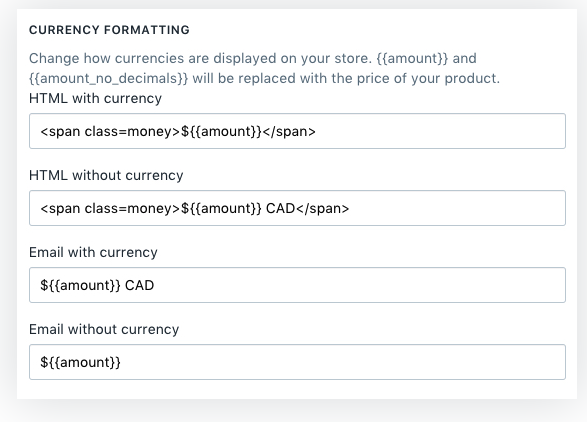 CURRENCY FORMATTING
Change how currencies are displayed on your store. {{amount}} and
{{amount_no_decimals}} will be replaced with the price of your product.
HTML with currency
<span class=money>${{amount}}</span>
HTML without currency
<span class=money>${{amount}} CAD</span>
Email with currency
${{amount}} CAD
Email without currency
${{amount}}